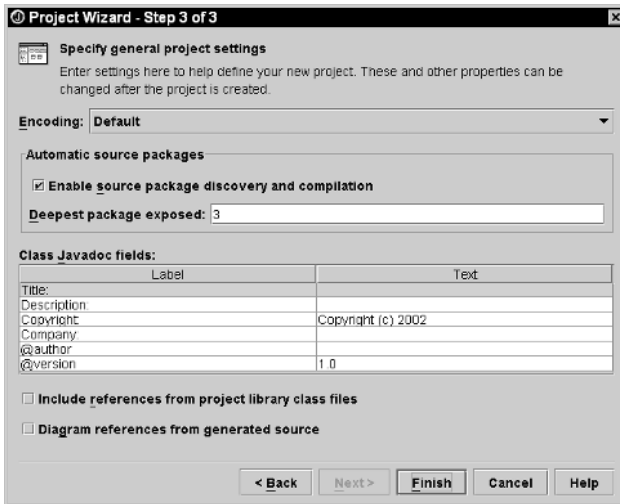 Project Wizard - Step 3 of 3
Specify general project settings
Enter settings here to help define your new project. These and other properties can be
changed after the project is created.
Encoding: Default
Automatic source packages
Enable source package discovery and compilation
Deepest package exposed: 3
Class Javadoc fields:
Label Text
Title:
Description:
Copyright: Copyright (c) 2002
Company:
@author
@version 1.0
Include references from project library class files
Diagram references from generated source
< Back Next > Finish Cancel Help